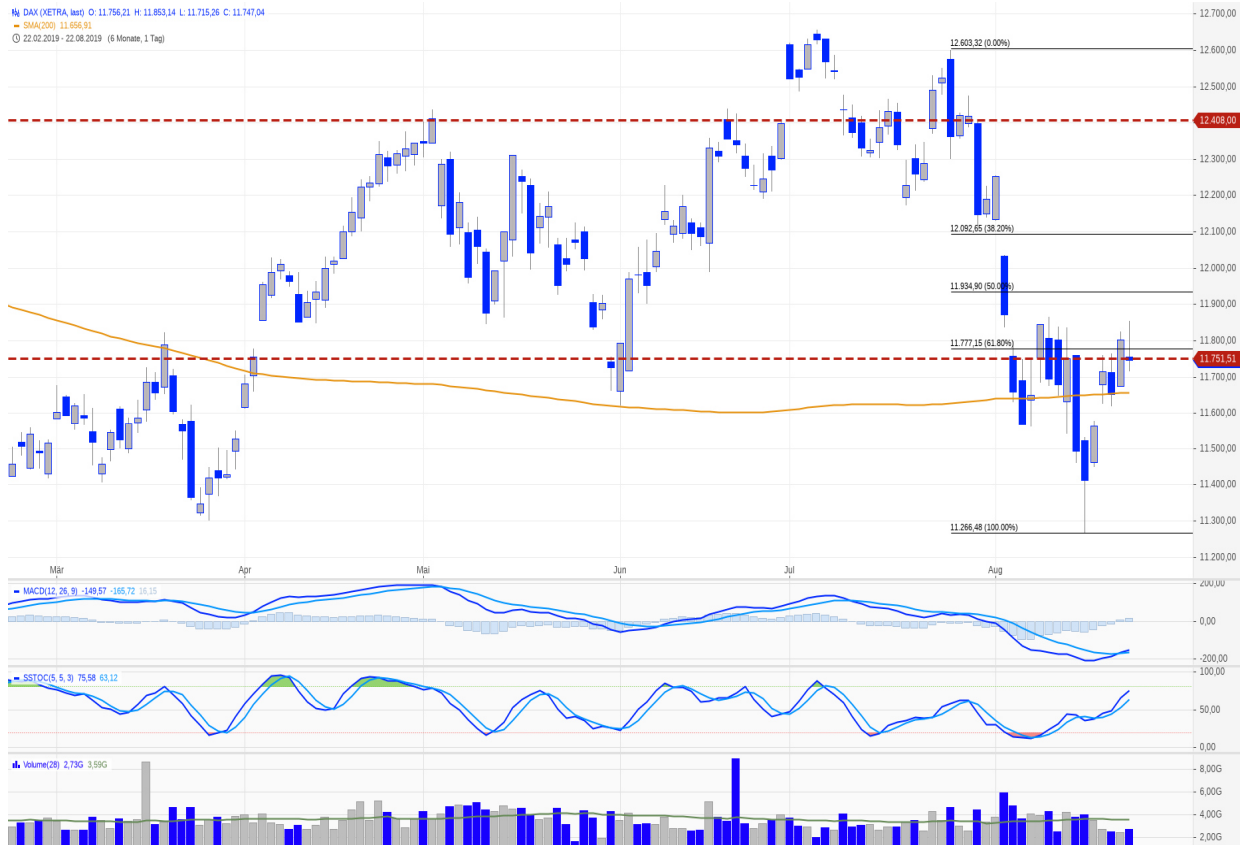 DAX (XETRA, last) O: 11.756,21 H: 11.853,14 L: 11.715,26 C: 11.747,04
SMA(200) 11.656,91
22.02.2019 - 22.08.2019 (6 Monate, 1 Tag)
12.700,00
12.603,32 (0.00%)
12.600,00
12.500,00
12.408,00
12.300,00
12.200,00
12.100,00
12.092,65 (38.20%)
12.000,00
11.934,90 (50.00%)
11.900,00
11.800,00
11.777,15 (61.80%)
11.751,51
11.700,00
11.600,00
11.500,00
11.400,00
11.300,00
11.266,48 (100.00%)
11.200,00
Mär Apr Mai Jun Jul Aug
MACD(12, 26, 9) -149,57 -165,72 16,15
200,00
0,00
-200,00
SSTOC(5, 5, 3) 75,58 63,12
100,00
50,00
0,00
Volume(28) 2,73G 3,59G
8,00G
6,00G
4,00G
2,00G